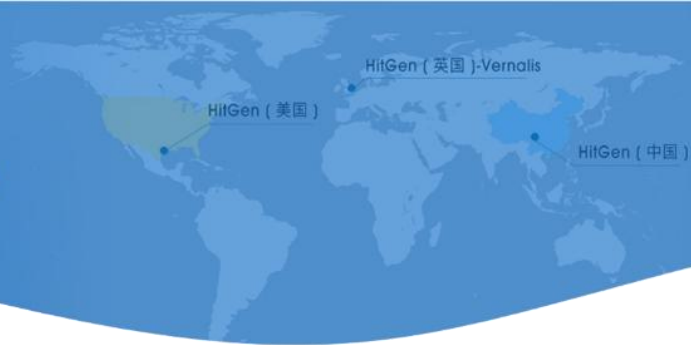 HitGen ( 英国 )-Vernalis
HitGen ( 美国 )
HitGen ( 中国 )